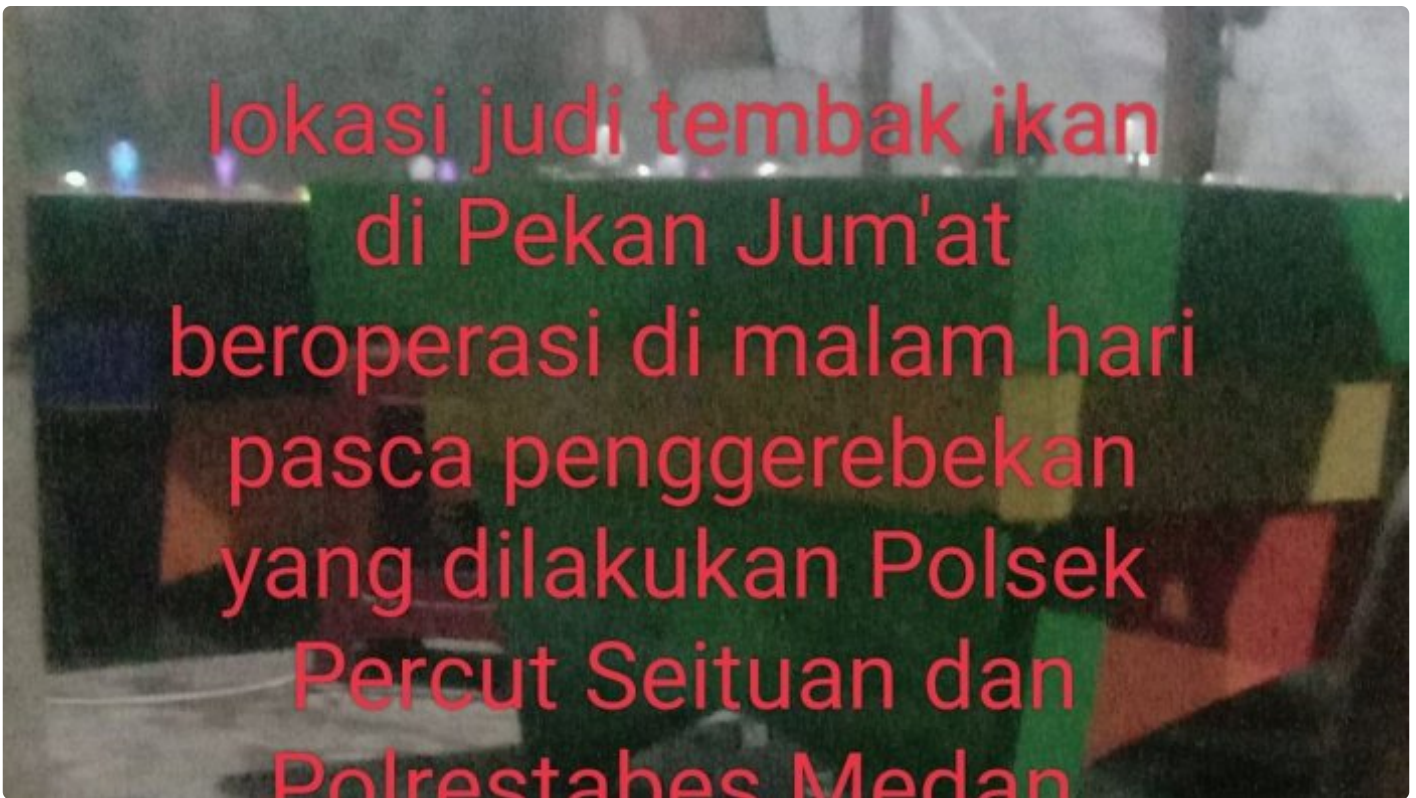 lokasi judi tembak ikan
di Pekan Jum'at
beroperasi di malam hari
pasca penggerebekan
yang dilakukan Polsek
Percut Seituan dan
Polrestabes Medan